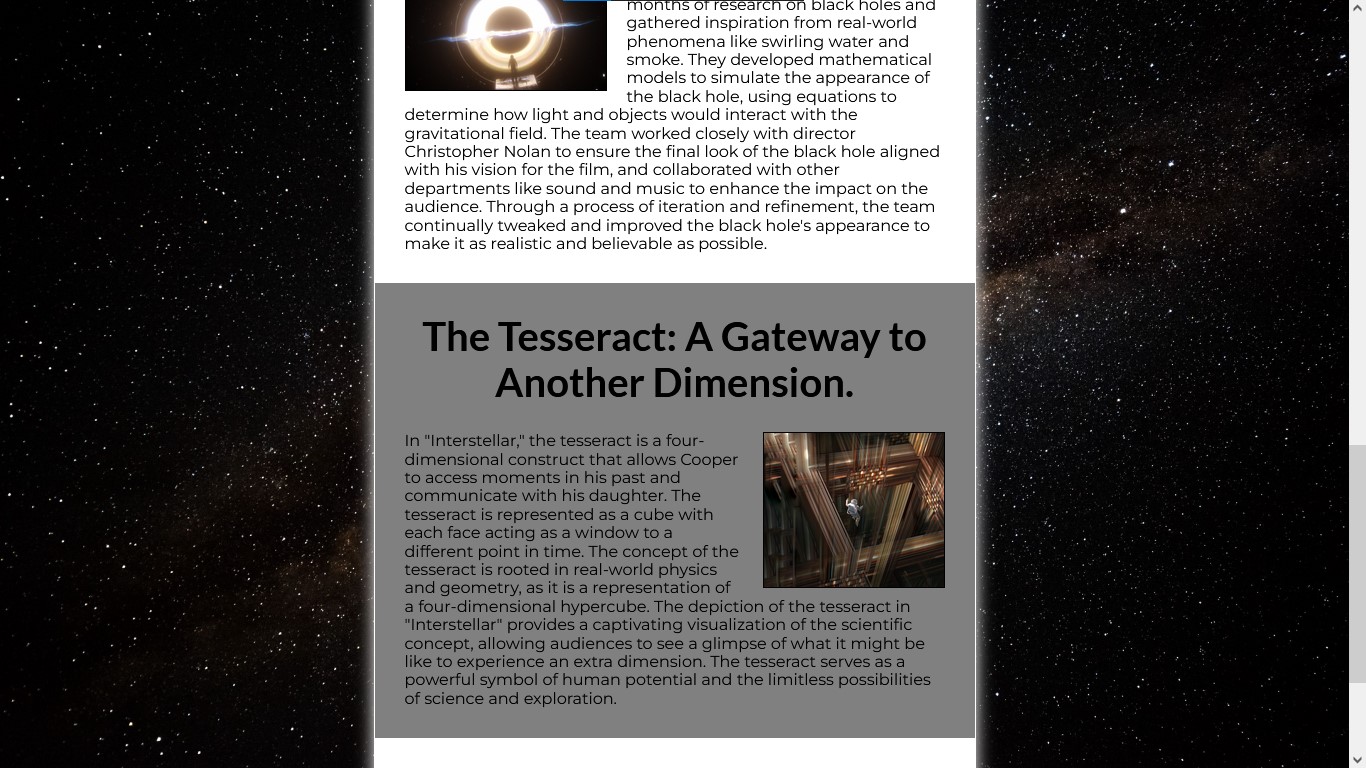 months of research on black holes and
gathered inspiration from real-world
phenomena like swirling water and
smoke. They developed mathematical
models to simulate the appearance of
the black hole, using equations to
determine how light and objects would interact with the
gravitational field. The team worked closely with director
Christopher Nolan to ensure the final look of the black hole aligned
with his vision for the film, and collaborated with other
departments like sound and music to enhance the impact on the
audience. Through a process of iteration and refinement, the team
continually tweaked and improved the black hole's appearance to
make it as realistic and believable as possible.
The Tesseract: A Gateway to
Another Dimension.
In "Interstellar," the tesseract is a four-
dimensional construct that allows Cooper
to access moments in his past and
communicate with his daughter. The
tesseract is represented as a cube with
each face acting as a window to a
different point in time. The concept of the
tesseract is rooted in real-world physics
and geometry, as it is a representation of
a four-dimensional hypercube. The depiction of the tesseract in
"Interstellar" provides a captivating visualization of the scientific
concept, allowing audiences to see a glimpse of what it might be
like to experience an extra dimension. The tesseract serves as a
powerful symbol of human potential and the limitless possibilities
of science and exploration.